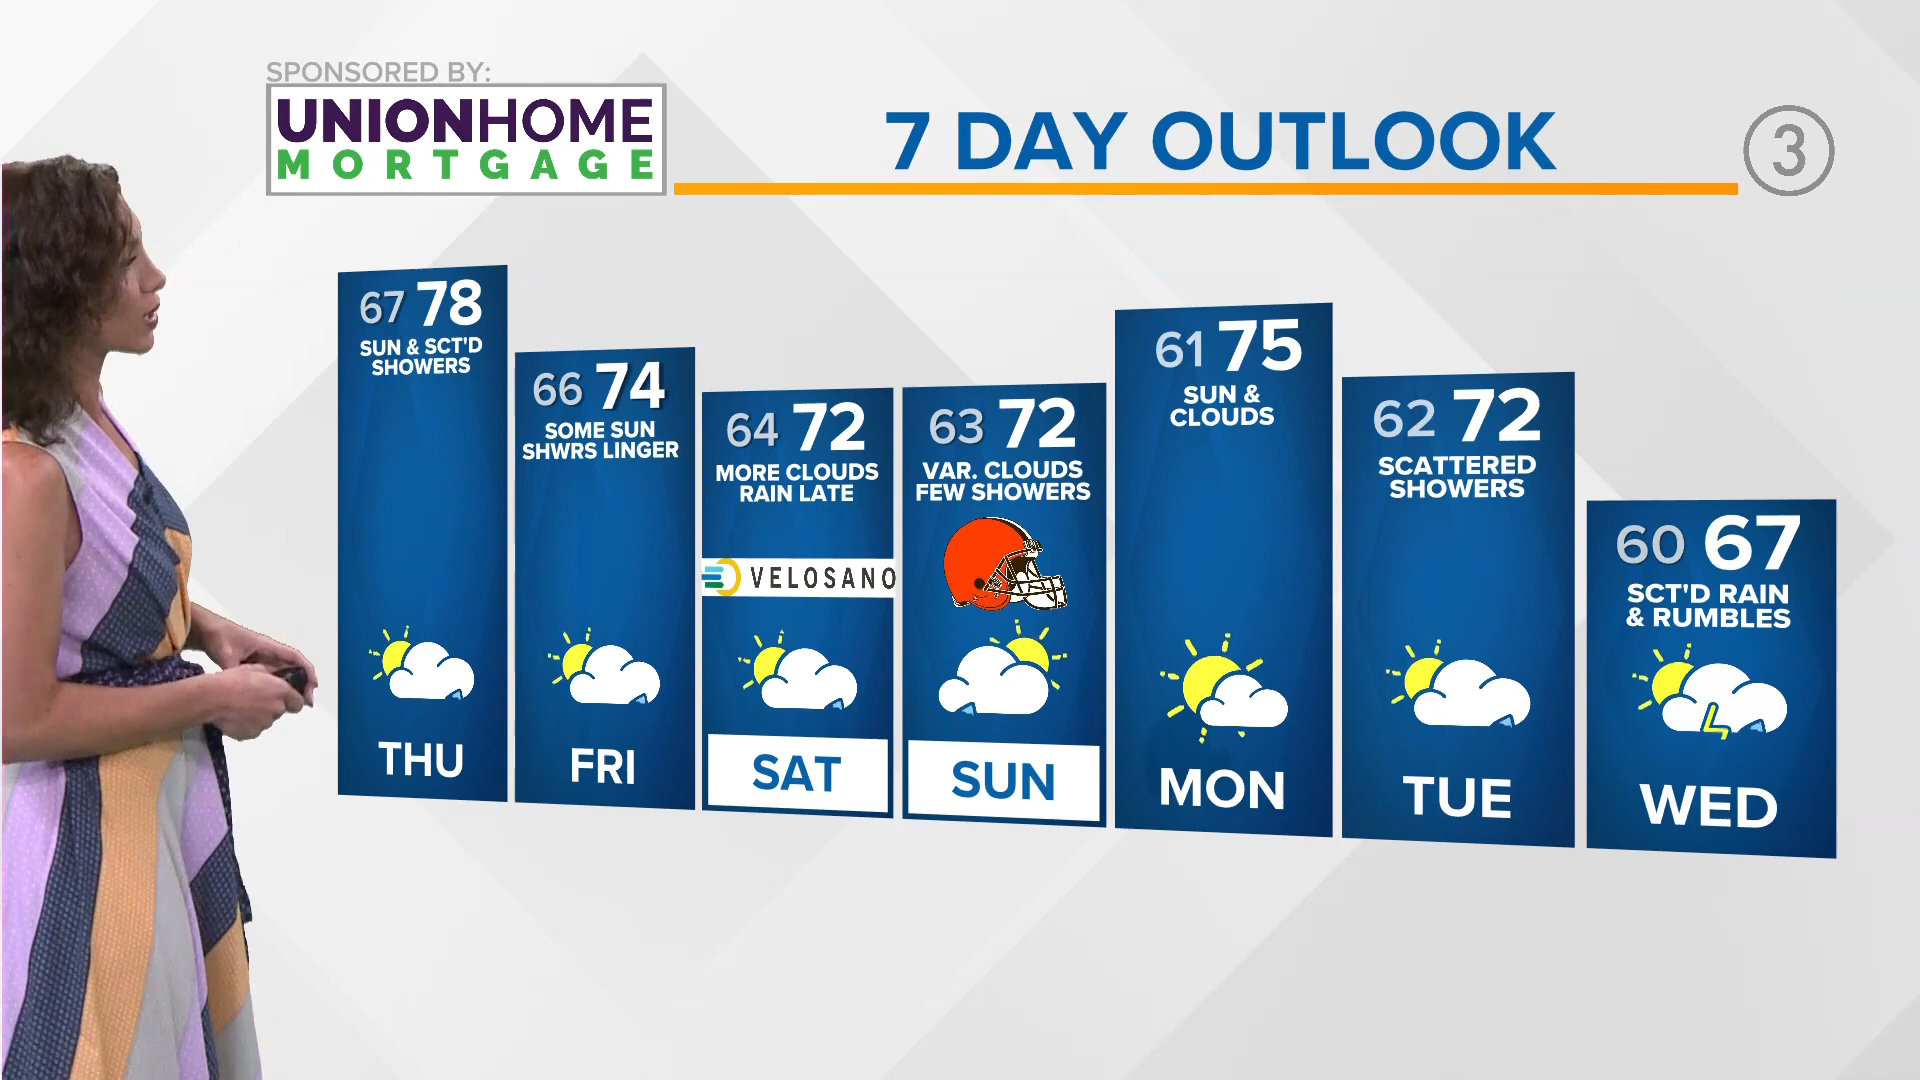 SPONSORED BY:
UNIONHOME
MORTGAGE
7 DAY OUTLOOK
3
67 78
SUN & SCT'D
SHOWERS
THU
66 74
SOME SUN
SHWRS LINGER
FRI
64 72
MORE CLOUDS
RAIN LATE
VELOSANO
SAT
63 72
VAR. CLOUDS
FEW SHOWERS
SUN
61 75
SUN &
CLOUDS
MON
62 72
SCATTERED
SHOWERS
TUE
60 67
SCT'D RAIN
& RUMBLES
WED